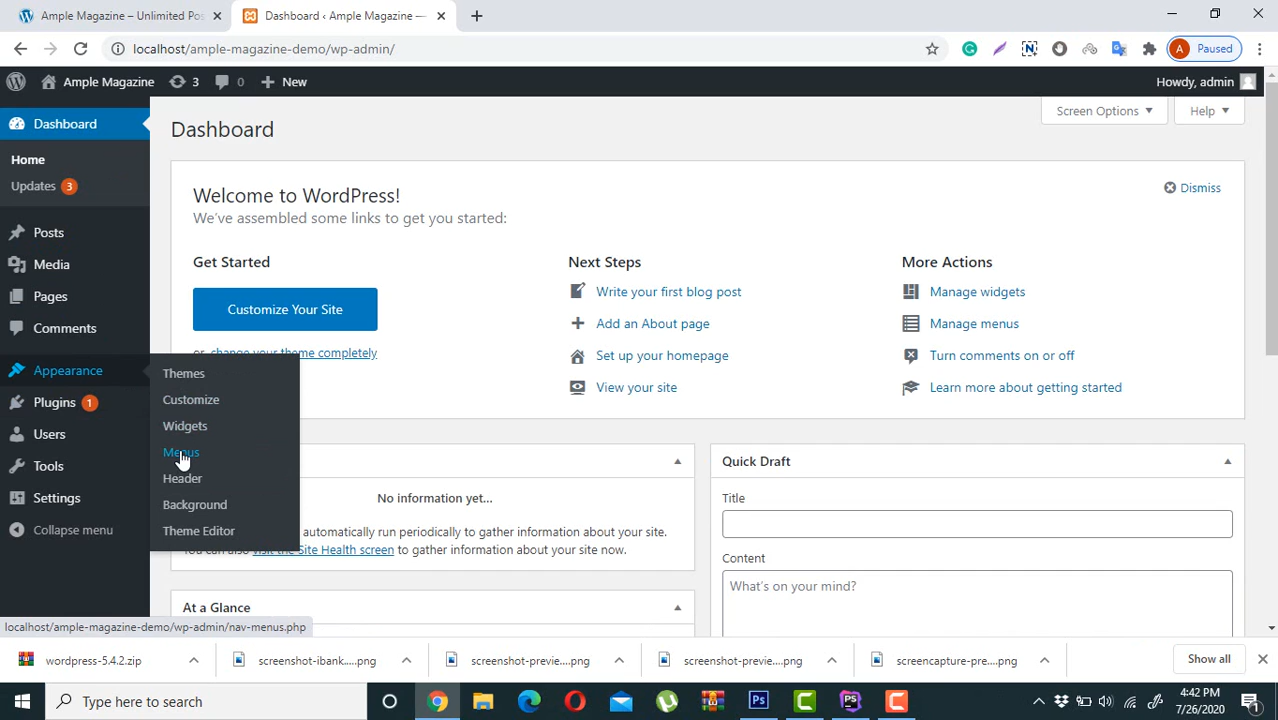 Ample Magazine – Unlimited Pos
Dashboard ‹ Ample Magazine —
localhost/ample-magazine-demo/wp-admin/
A Paused
Ample Magazine 3 0 New
Howdy, admin
Dashboard
Home
Updates 3
Posts
Media
Pages
Comments
Appearance
Plugins 1
Users
Tools
Settings
Collapse menu
Themes
Customize
Widgets
Menus
Header
Background
Theme Editor
Dashboard
Screen Options
Help
Welcome to WordPress!
We've assembled some links to get you started:
Dismiss
Get Started
Customize Your Site
or, change your theme completely
Next Steps
Write your first blog post
Add an About page
Set up your homepage
View your site
More Actions
Manage widgets
Manage menus
Turn comments on or off
Learn more about getting started
No information yet...
automatically run periodically to gather information about your site.
visit the Site Health screen to gather information about your site now.
At a Glance
Quick Draft
Title
Content
What's on your mind?
localhost/ample-magazine-demo/wp-admin/nav-menus.php
wordpress-5.4.2.zip
screenshot-ibank....png
screenshot-previe....png
screenshot-previe....png
screencapture-pre....png
Show all
Type here to search
Ps
PS
4:42 PM
7/26/2020
1